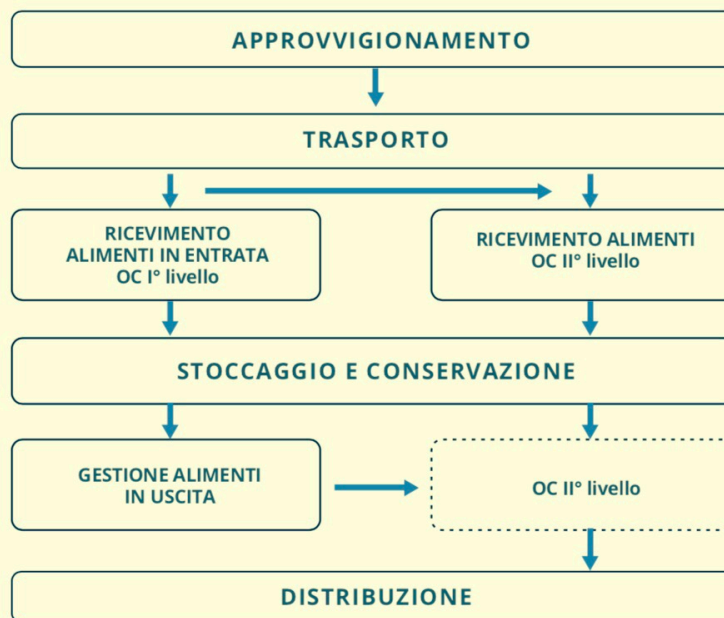 APPROVVIGIONAMENTO
TRASPORTO
RICEVIMENTO
ALIMENTI IN ENTRATA
OC I° livello
RICEVIMENTO ALIMENTI
OC II° livello
STOCCAGGIO E CONSERVAZIONE
GESTIONE ALIMENTI
IN USCITA
OC II° livello
DISTRIBUZIONE